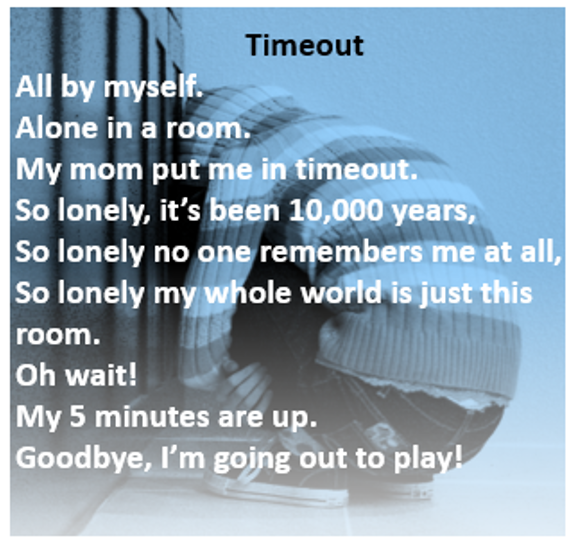 Timeout
All by myself.
Alone in a room.
My mom put me in timeout.
So lonely, it's been 10,000 years,
So lonely no one remembers me at all,
So lonely my whole world is just this
room.
Oh wait!
My 5 minutes are up.
Goodbye, I'm going out to play!